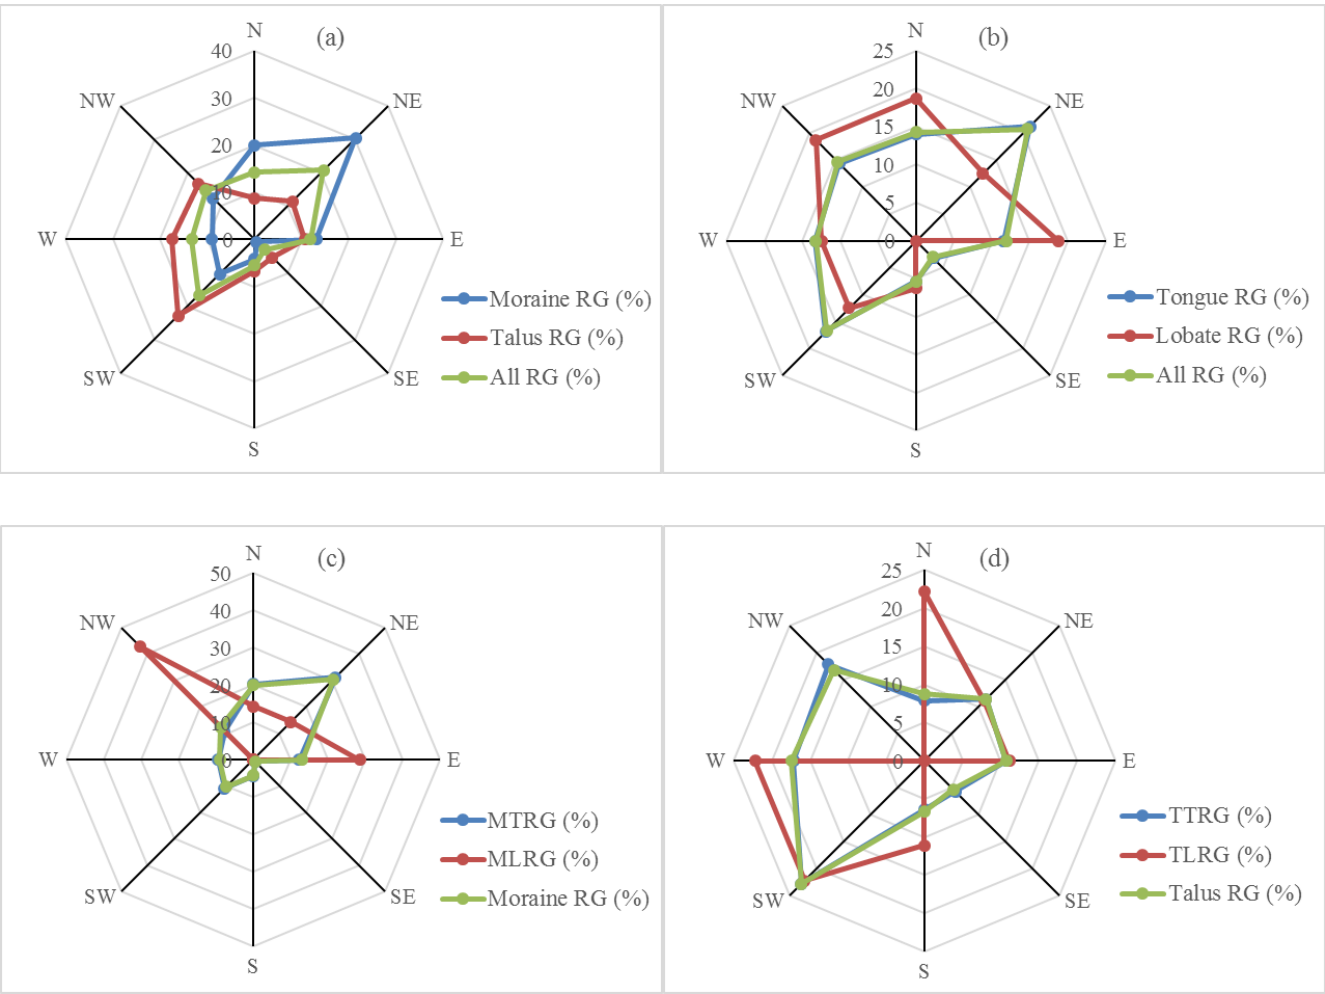 N
(a)
40
30
20
10
0
NW
NE
W
E
SW
SE
S
Moraine RG (%)
Talus RG (%)
All RG (%)
N
(b)
25
20
15
10
5
0
NW
NE
W
E
SW
SE
S
Tongue RG (%)
Lobate RG (%)
All RG (%)
N
(c)
50
40
30
20
10
0
NW
NE
W
E
SW
SE
S
MTRG (%)
MLRG (%)
Moraine RG (%)
N
(d)
25
20
15
10
5
0
NW
NE
W
E
SW
SE
S
TTRG (%)
TLRG (%)
Talus RG (%)